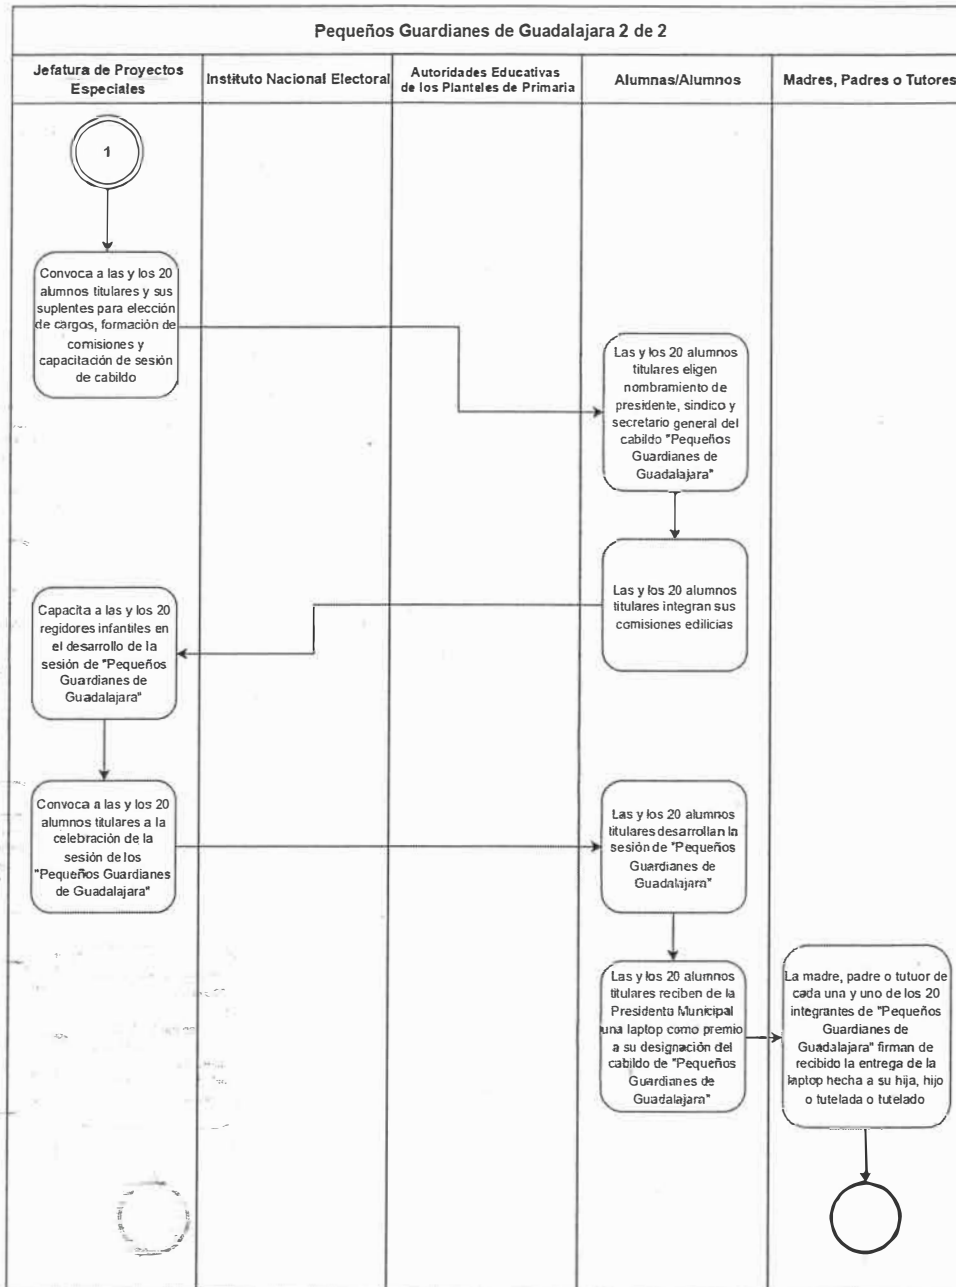 Pequeños Guardianes de Guadalajara 2 de 2
Jefatura de Proyectos
Especiales
Instituto Nacional Electoral
Autoridades Educativas
de los Planteles de Primaria
Alumnas/Alumnos
Madres, Padres o Tutores
1
Convoca a las y los 20
alumnos titulares y sus
suplentes para elección
de cargos, formación de
comisiones y
capacitación de sesión
de cabildo
Las y los 20 alumnos
titulares eligen
nombramiento de
presidente, sindico y
secretario general del
cabildo "Pequeños
Guardianes de
Guadalajara"
Las y los 20 alumnos
titulares integran sus
comisiones edilicias
Capacita a las y los 20
regidores infantiles en
el desarrollo de la
sesión de "Pequeños
Guardianes de
Guadalajara"
Convoca a las y los 20
alumnos titulares a la
celebración de la
sesión de los
"Pequeños Guardianes
de Guadalajara"
Las y los 20 alumnos
titulares desarrollan la
sesión de "Pequeños
Guardianes de
Guadalajara"
Las y los 20 alumnos
titulares reciben de la
Presidenta Municipal
una laptop como premio
a su designación del
cabildo de "Pequeños
Guardianes de
Guadalajara"
La madre, padre o tutuor de
cada una y uno de los 20
integrantes de "Pequeños
Guardianes de
Guadalajara" firman de
recibido la entrega de la
laptop hecha a su hija, hijo
o tutelada o tutelado